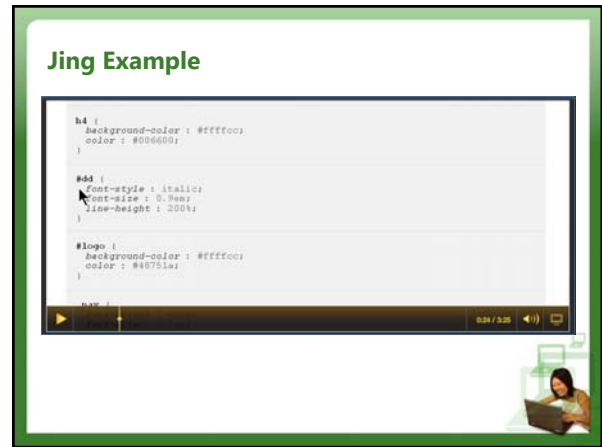 Jing Example
h4 {
background-color : #ffffcc;
color : #006600;
}
#dd {
font-style : italic;
font-size : 0.9em;
line-height : 200%;
}
#logo {
background-color : #ffffcc;
color : #48751a;
}
0:24 / 3:25